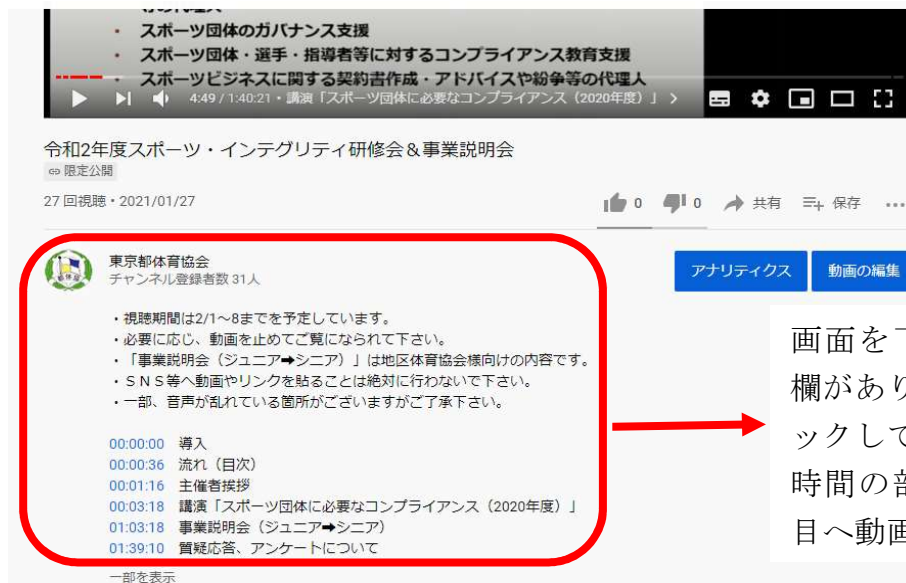 ・ スポーツ団体のガバナンス支援
・ スポーツ団体・選手・指導者等に対するコンプライアンス教育支援
・ スポーツビジネスに関する契約書作成・アドバイスや紛争等の代理人
4:49 / 1:40:21・講演「スポーツ団体に必要なコンプライアンス（2020年度）」 >
令和2年度スポーツ・インテグリティ研修会＆事業説明会
限定公開
27 回視聴・2021/01/27
0 0 共有 保存 …
東京都体育協会
チャンネル登録者数 31人
アナリティクス 動画の編集
・視聴期間は2/1～8までを予定しています。
・必要に応じ、動画を止めてご覧になられて下さい。
・「事業説明会（ジュニア➡シニア）」は地区体育協会様向けの内容です。
・ＳＮＳ等へ動画やリンクを貼ることは絶対に行わないで下さい。
・一部、音声が乱れている箇所がございますがご了承下さい。
00:00:00 導入
00:00:36 流れ（目次）
00:01:16 主催者挨拶
00:03:18 講演「スポーツ団体に必要なコンプライアンス（2020年度）」
01:03:18 事業説明会（ジュニア➡シニア）
01:39:10 質疑応答、アンケートについて
一部を表示
画面を
欄があり
ックして
時間の部
目へ動画